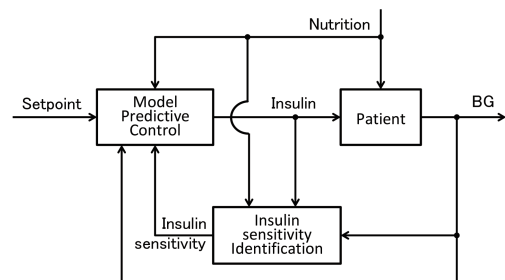 Nutrition
Setpoint
Model
Predictive
Control
Insulin
Patient
BG
Insulin
sensitivity
Insulin
sensitivity
Identification